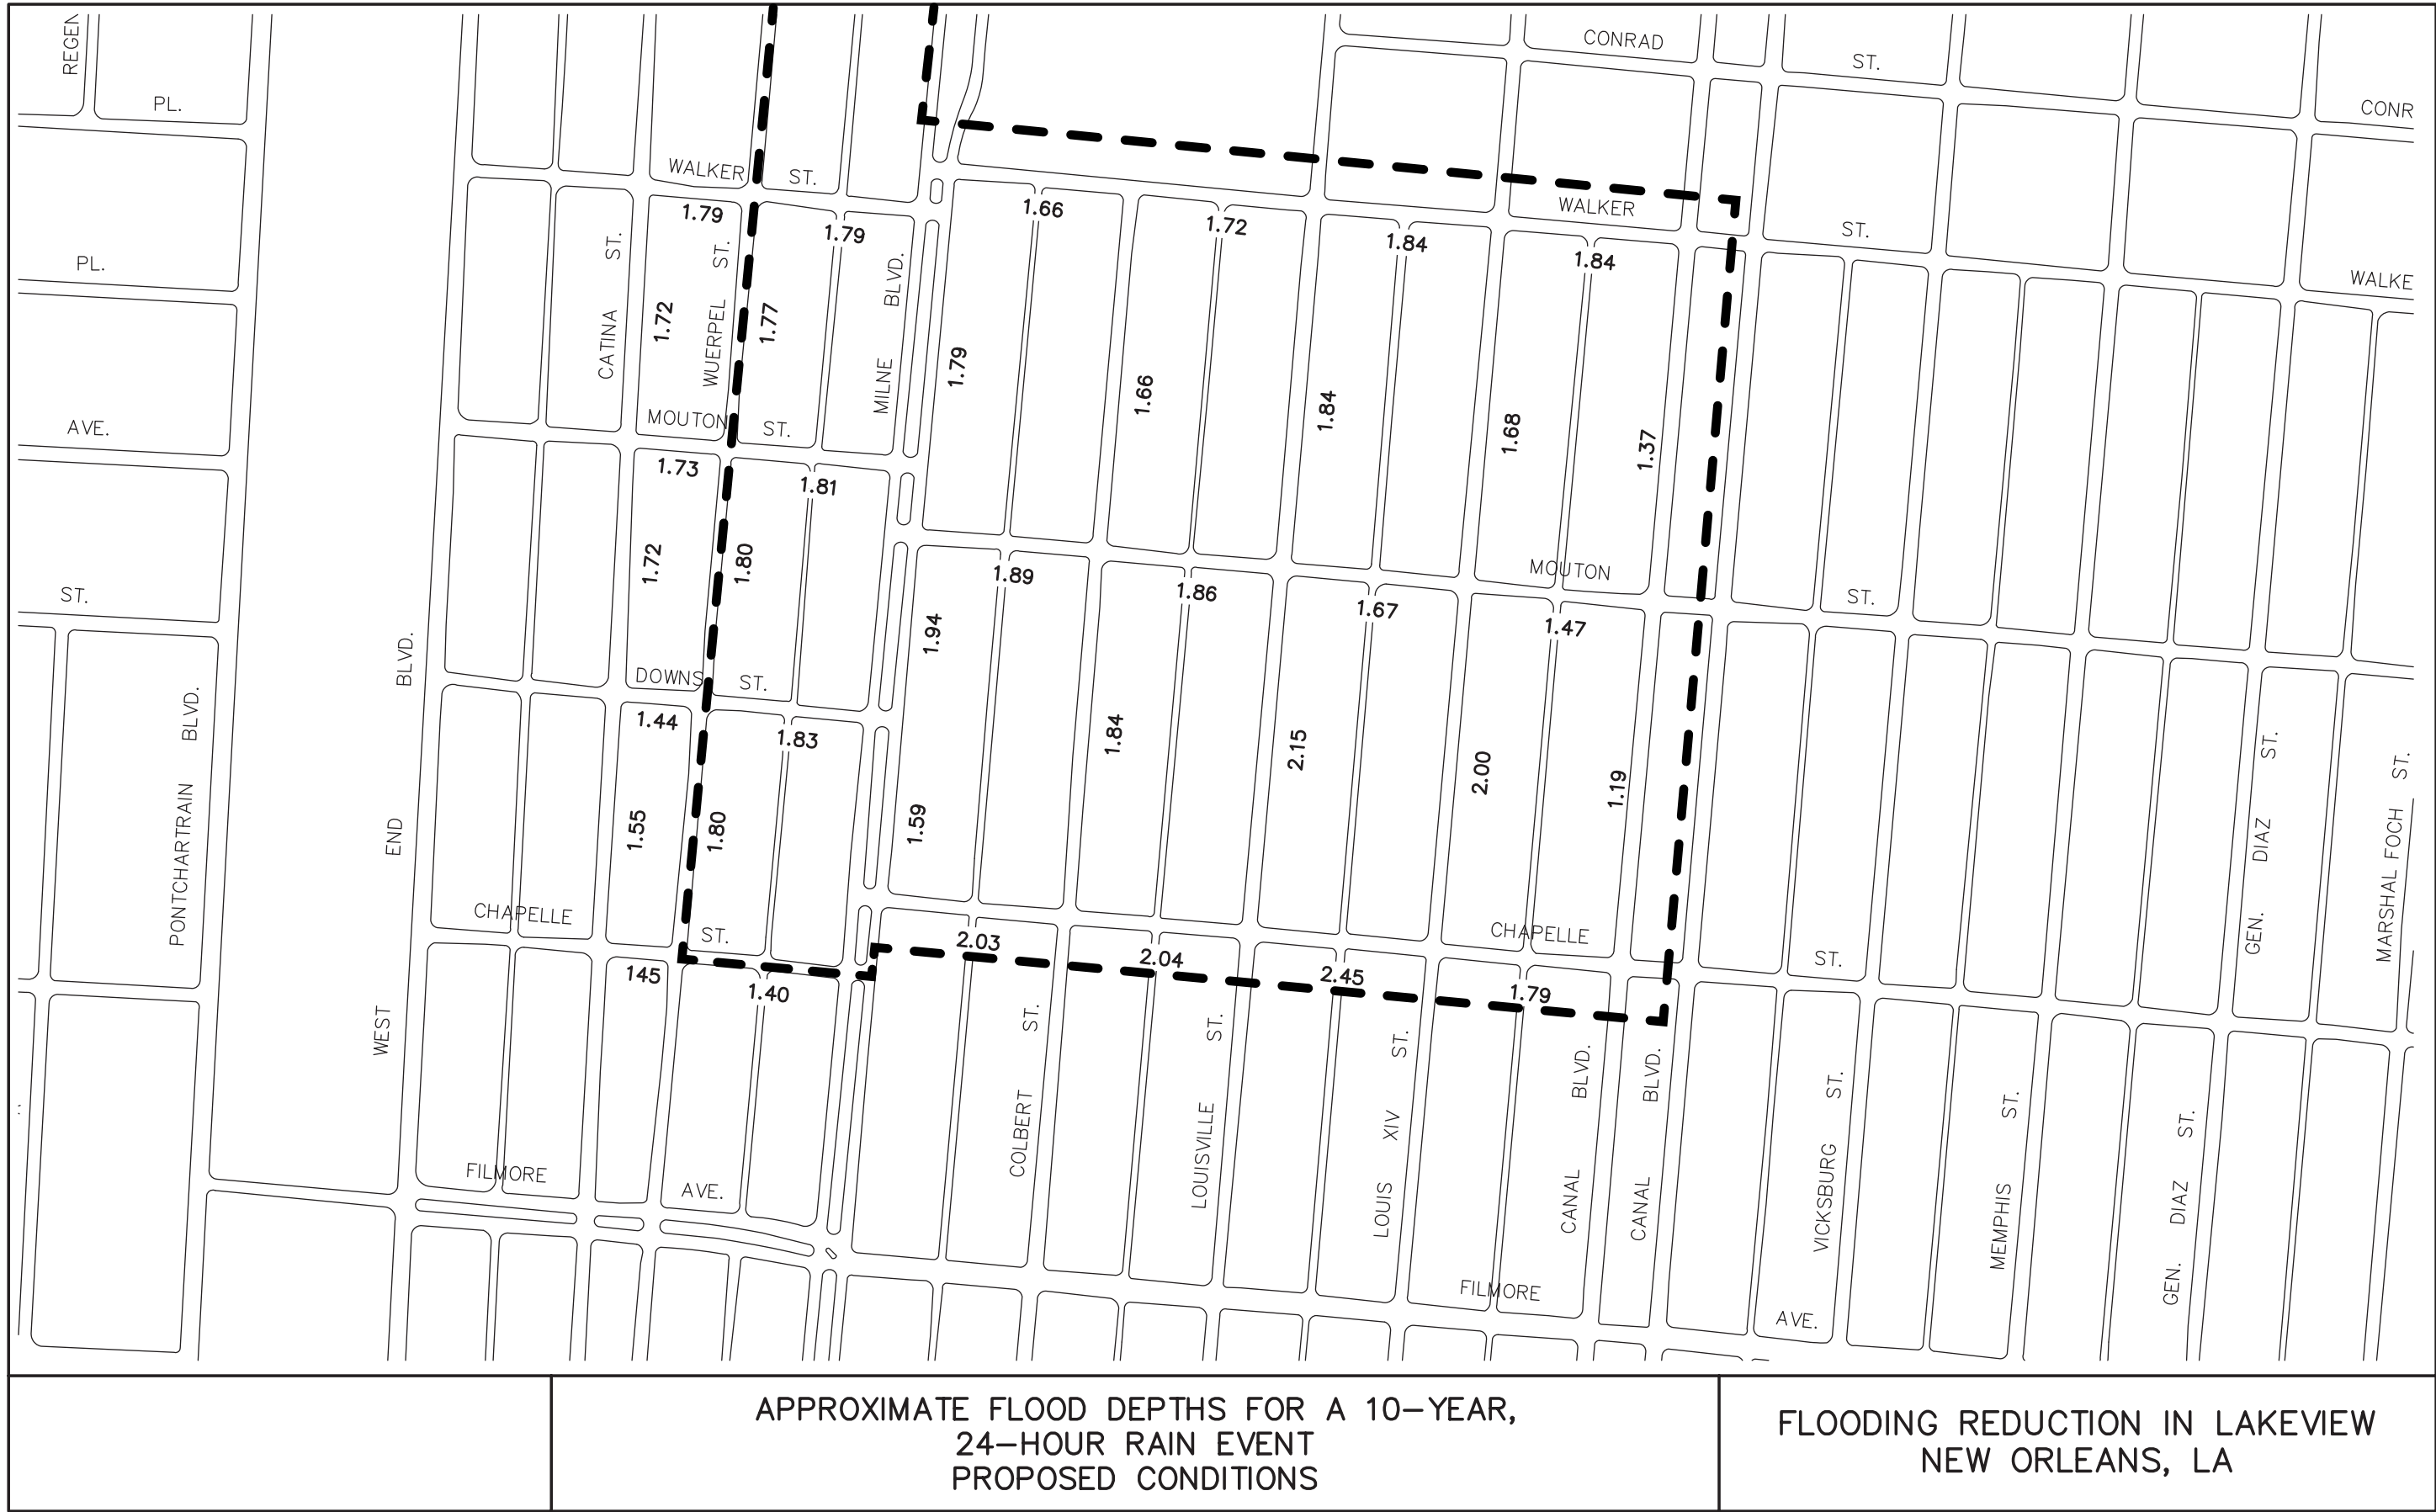 REGEN
CONRAD
ST.
PL.
CONR
WALKER
ST.
WALKER
ST.
WALKE
1.79
1.79
1.66
1.72
1.84
1.84
PL.
CATINA ST.
1.72
WUERPEL ST.
1.77
MILNE BLVD.
1.79
1.66
1.84
1.68
1.37
AVE.
MOUTON
ST.
1.73
1.81
MOUTON
ST.
1.72
1.80
1.89
1.86
1.67
1.47
ST.
1.94
DOWNS
ST.
1.44
1.83
1.84
2.15
2.00
1.19
1.55
1.80
1.59
PONTCHARTRAIN BLVD.
WEST END BLVD.
GEN. DIAZ ST.
MARSHAL FOCH ST.
CHAPELLE
ST.
CHAPELLE
ST.
145
1.40
2.03
2.04
2.45
1.79
COLBERT ST.
LOUISVILLE ST.
LOUIS XIV ST.
CANAL BLVD.
CANAL BLVD.
VICKSBURG ST.
MEMPHIS ST.
GEN. DIAZ ST.
FILMORE
AVE.
FILMORE
AVE.
APPROXIMATE FLOOD DEPTHS FOR A 10-YEAR,
24-HOUR RAIN EVENT
PROPOSED CONDITIONS
FLOODING REDUCTION IN LAKEVIEW
NEW ORLEANS, LA